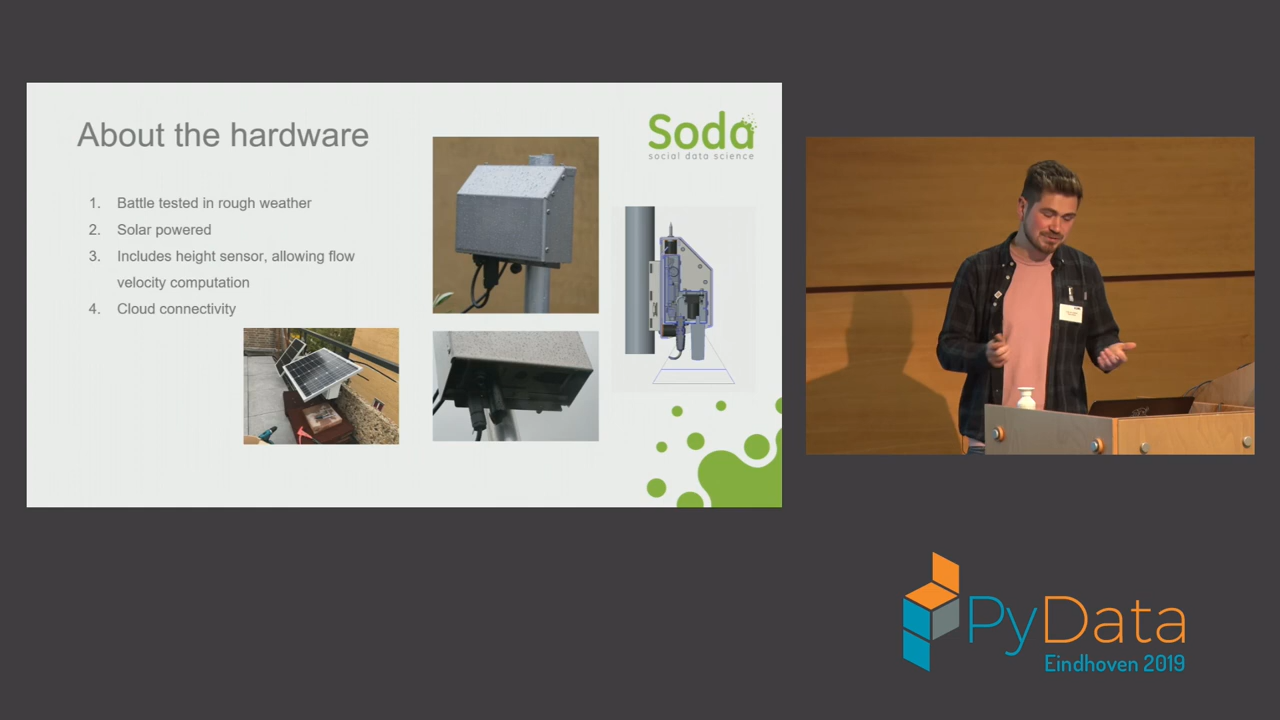 About the hardware
Soda
social data science
1. Battle tested in rough weather
2. Solar powered
3. Includes height sensor, allowing flow
velocity computation
4. Cloud connectivity
PyData
Eindhoven 2019